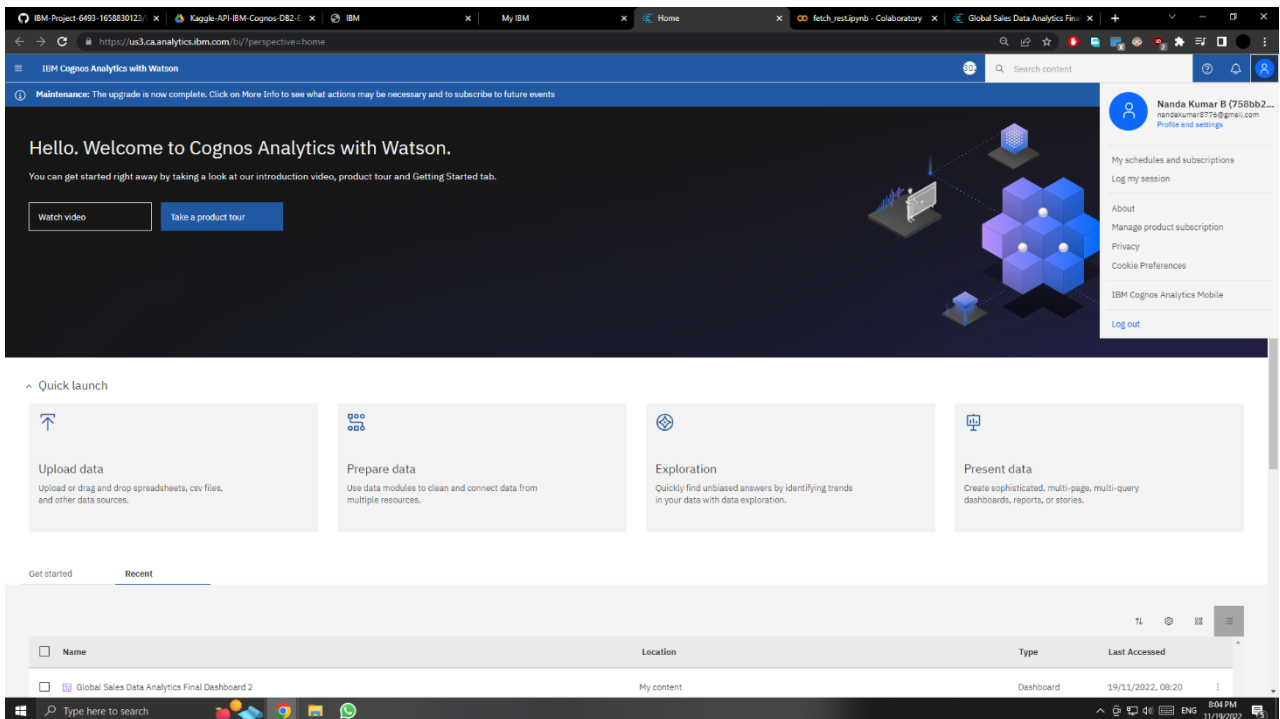 IBM-Project-6493-1658830123/
Kaggle-API-IBM-Cognos-DB2-E
IBM
My IBM
Home
fetch_rest.ipynb - Colaboratory
Global Sales Data Analytics Final
https://us3.ca.analytics.ibm.com/bi/?perspective=home
IBM Cognos Analytics with Watson
Search content
Maintenance: The upgrade is now complete. Click on More Info to see what actions may be necessary and to subscribe to future events
Nanda Kumar B (758bb2...
nandakumar8776@gmail.com
Profile and settings
My schedules and subscriptions
Log my session
About
Manage product subscription
Privacy
Cookie Preferences
IBM Cognos Analytics Mobile
Log out
Hello. Welcome to Cognos Analytics with Watson.
You can get started right away by taking a look at our introduction video, product tour and Getting Started tab.
Watch video
Take a product tour
Quick launch
Upload data
Upload or drag and drop spreadsheets, csv files,
and other data sources.
Prepare data
Use data modules to clean and connect data from
multiple resources.
Exploration
Quickly find unbiased answers by identifying trends
in your data with data exploration.
Present data
Create sophisticated, multi-page, multi-query
dashboards, reports, or stories.
Get started
Recent
Name
Location
Type
Last Accessed
Global Sales Data Analytics Final Dashboard 2
My content
Dashboard
19/11/2022, 08:20
Type here to search
ENG
8:04 PM
11/19/2022